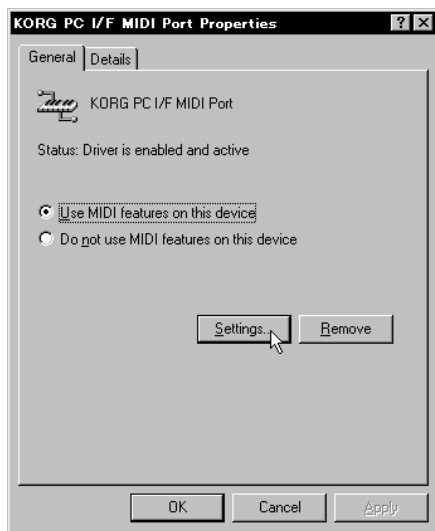 KORG PC I/F MIDI Port Properties
General Details
KORG PC I/F MIDI Port
Status: Driver is enabled and active
Use MIDI features on this device
Do not use MIDI features on this device
Settings... Remove
OK Cancel Apply